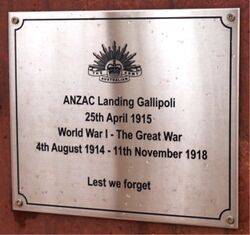 AUSTRALIAN
ANZAC Landing Gallipoli
25th April 1915
World War I - The Great War
4th August 1914 - 11th November 1918
Lest we forget